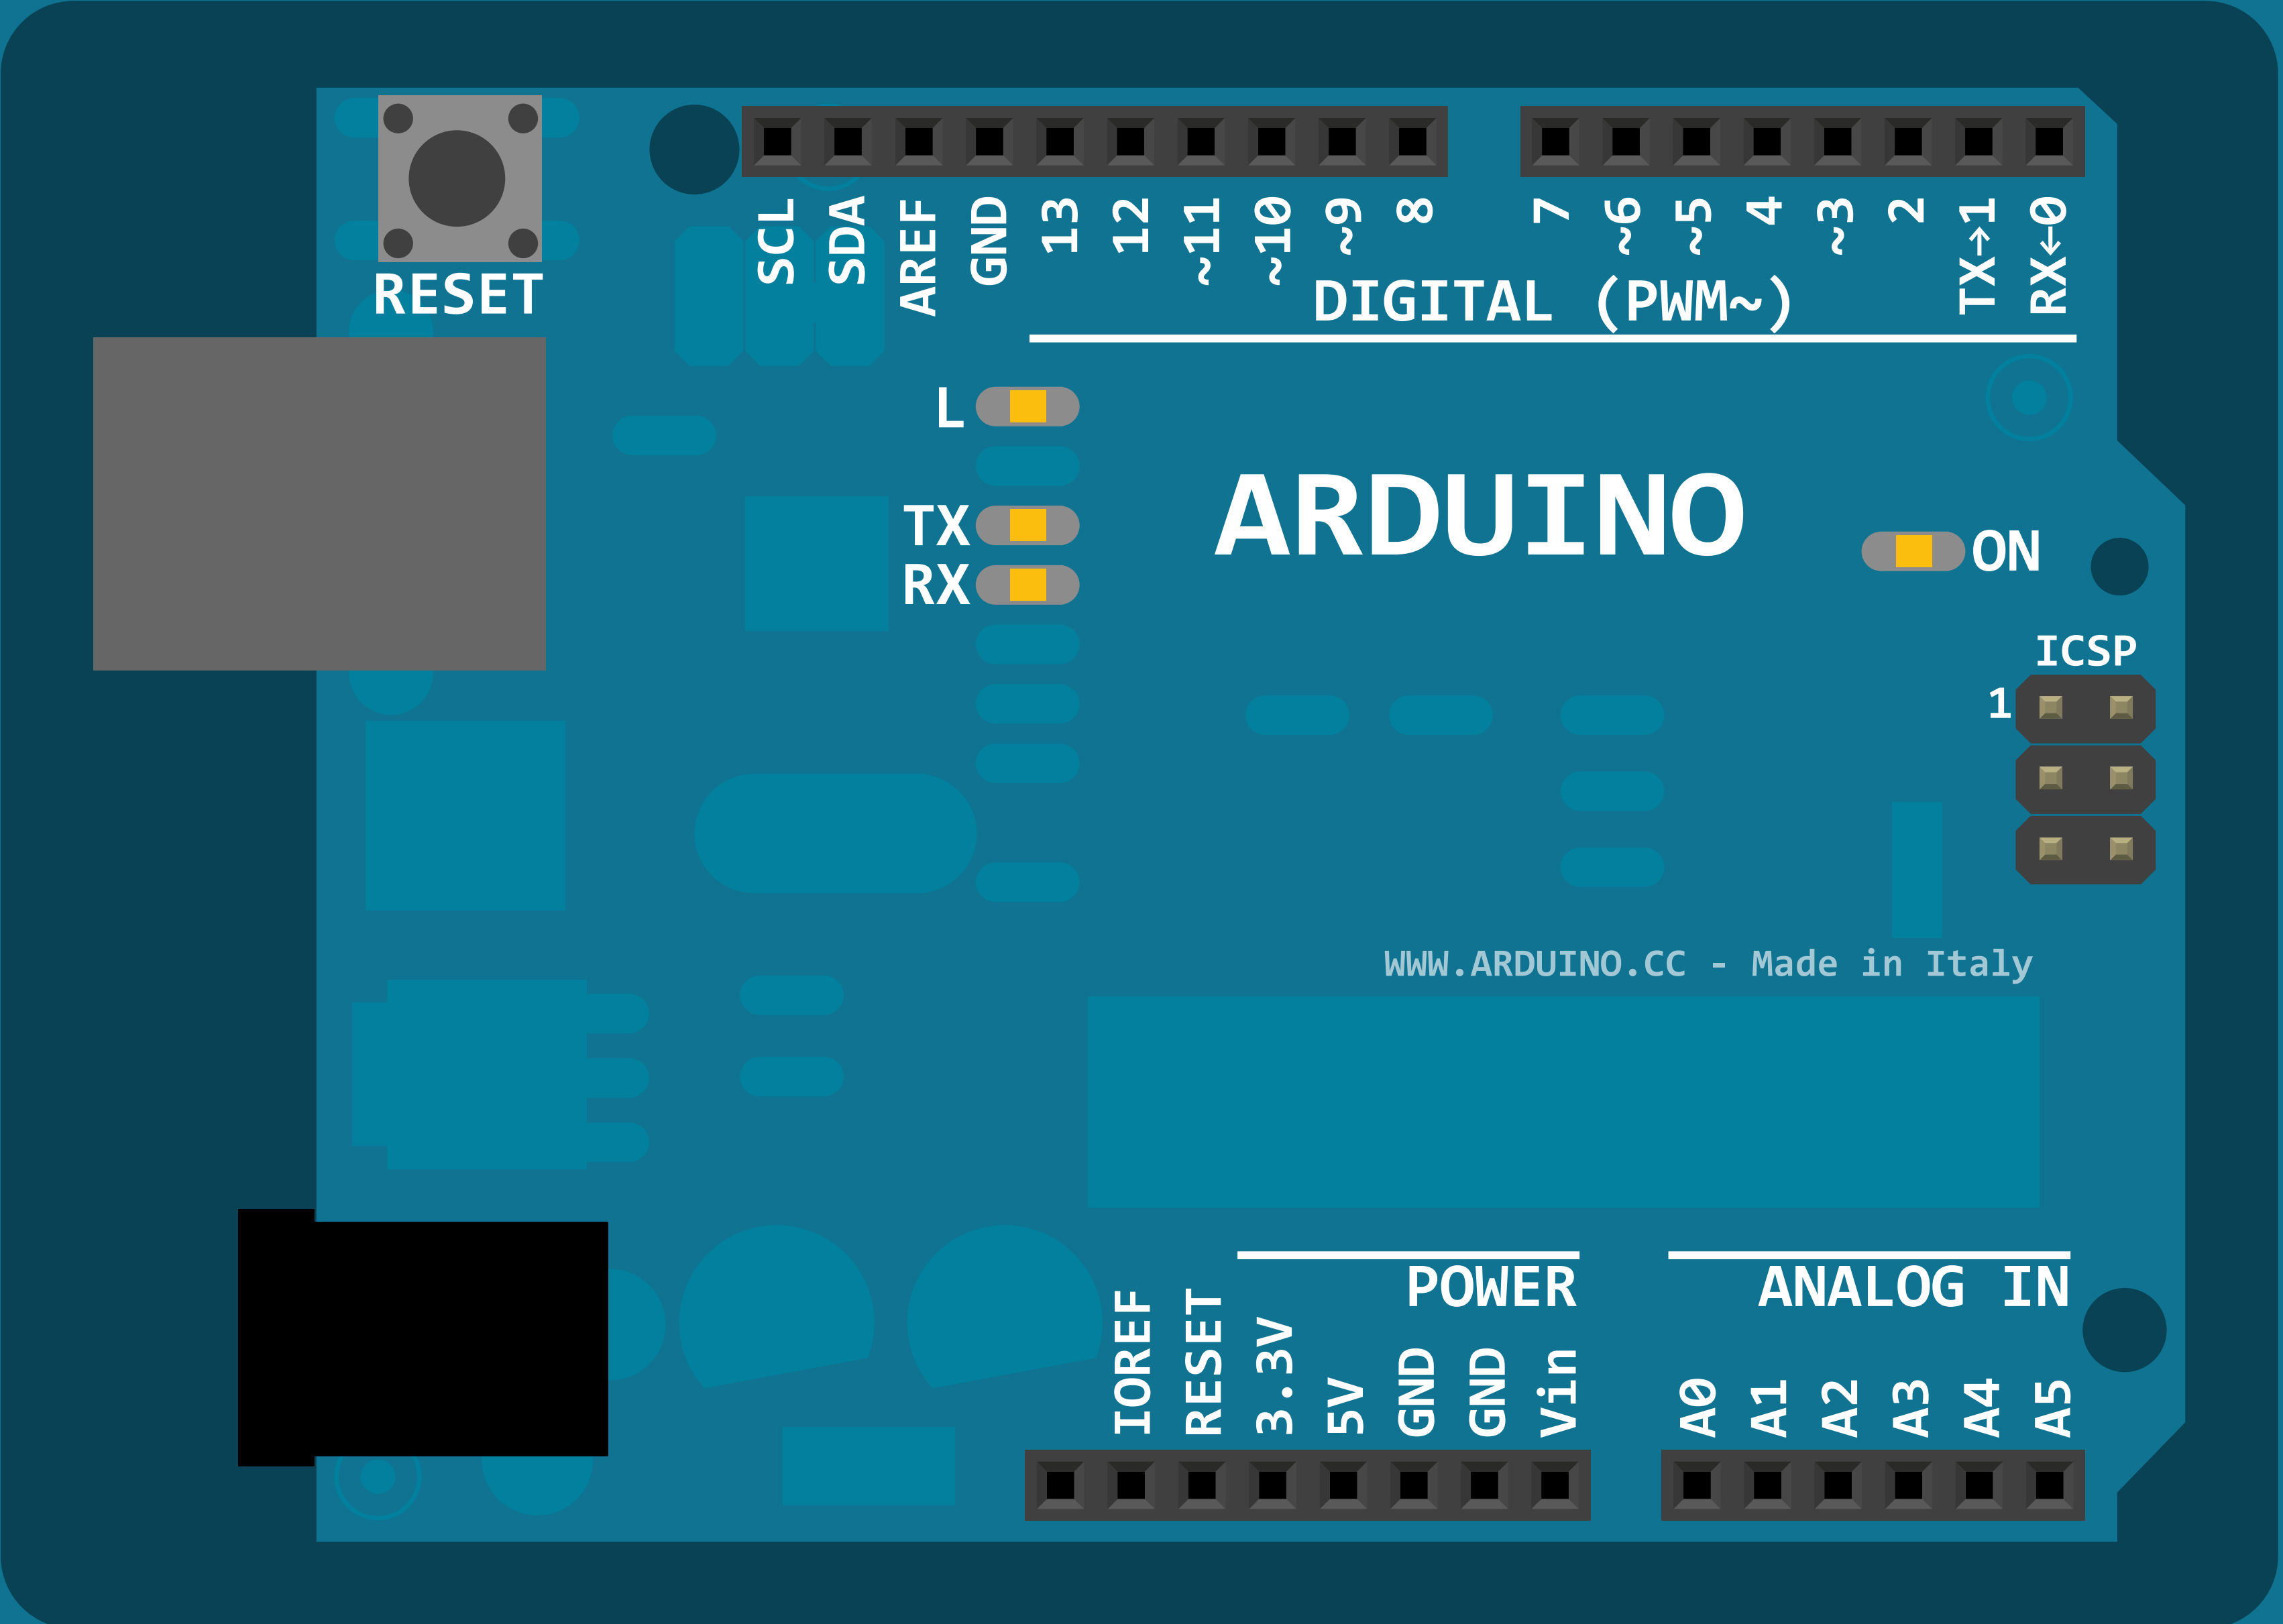 RESET
SCL
SDA
AREF
GND
13
12
~11
~10
~9
8
7
~6
~5
4
~3
2
TX→1
RX←0
DIGITAL (PWM~)
L
TX
RX
ARDUINO
ON
ICSP
1
WWW.ARDUINO.CC - Made in Italy
POWER
ANALOG IN
IOREF
RESET
3.3V
5V
GND
GND
Vin
A0
A1
A2
A3
A4
A5